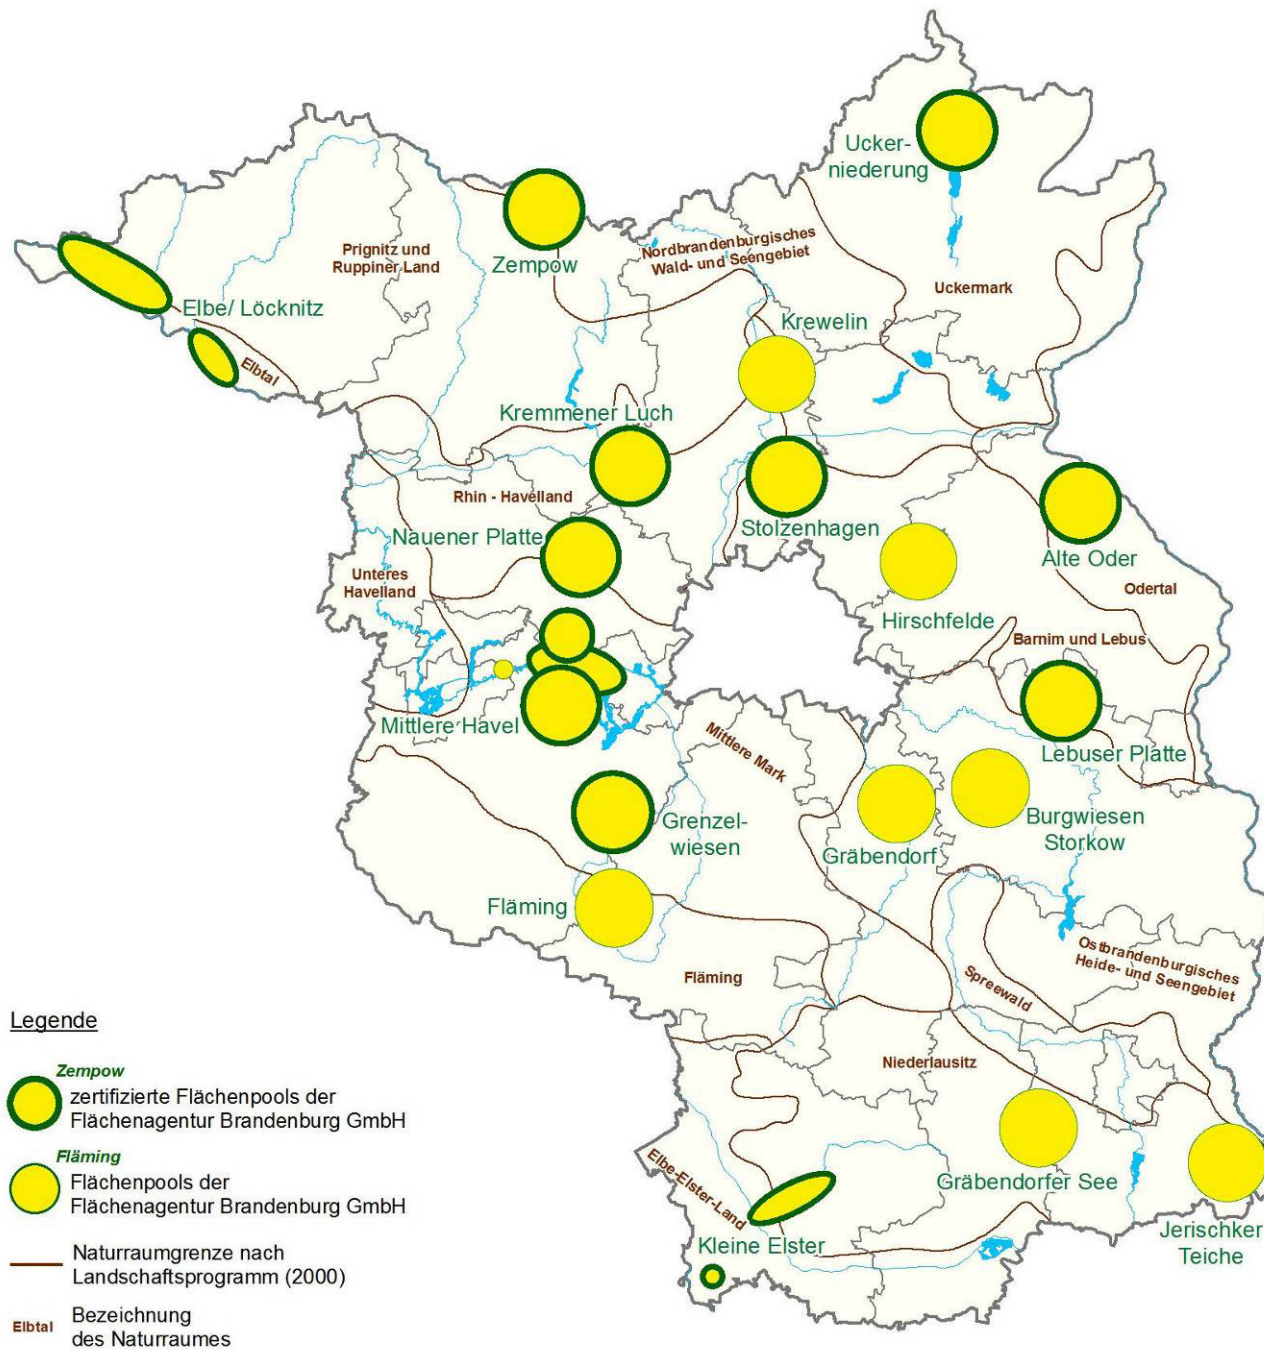 Ucker-
niederung
Zempow
Prignitz und
Ruppiner Land
Nordbrandenburgisches
Wald- und Seengebiet
Uckermark
Elbe/ Löcknitz
Elbtal
Krewelin
Kremmener Luch
Rhin - Havelland
Nauener Platte
Stolzenhagen
Alte Oder
Unteres
Havelland
Hirschfelde
Odertal
Barnim und Lebus
Mittlere Havel
Mittlere Mark
Lebuser Platte
Grenzel-
wiesen
Gräbendorf
Burgwiesen
Storkow
Fläming
Fläming
Ostbrandenburgisches
Heide- und Seengebiet
Spreewald
Niederlausitz
Elbe-Elster-Land
Gräbendorfer See
Kleine Elster
Jerischker
Teiche
Legende
Zempow
zertifizierte Flächenpools der
Flächenagentur Brandenburg GmbH
Fläming
Flächenpools der
Flächenagentur Brandenburg GmbH
Naturraumgrenze nach
Landschaftsprogramm (2000)
Elbtal
Bezeichnung
des Naturraumes